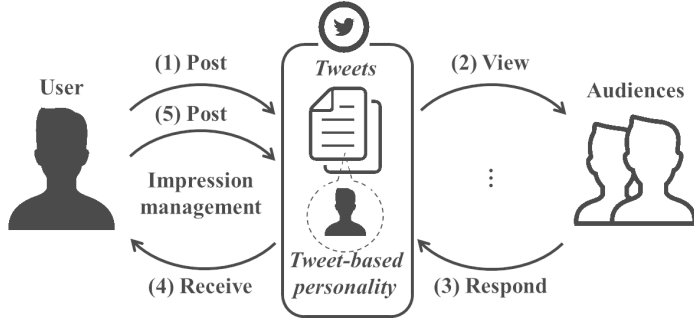 User
(1) Post
(5) Post
Impression
management
(4) Receive
Tweets
Tweet-based
personality
(2) View
⋮
(3) Respond
Audiences